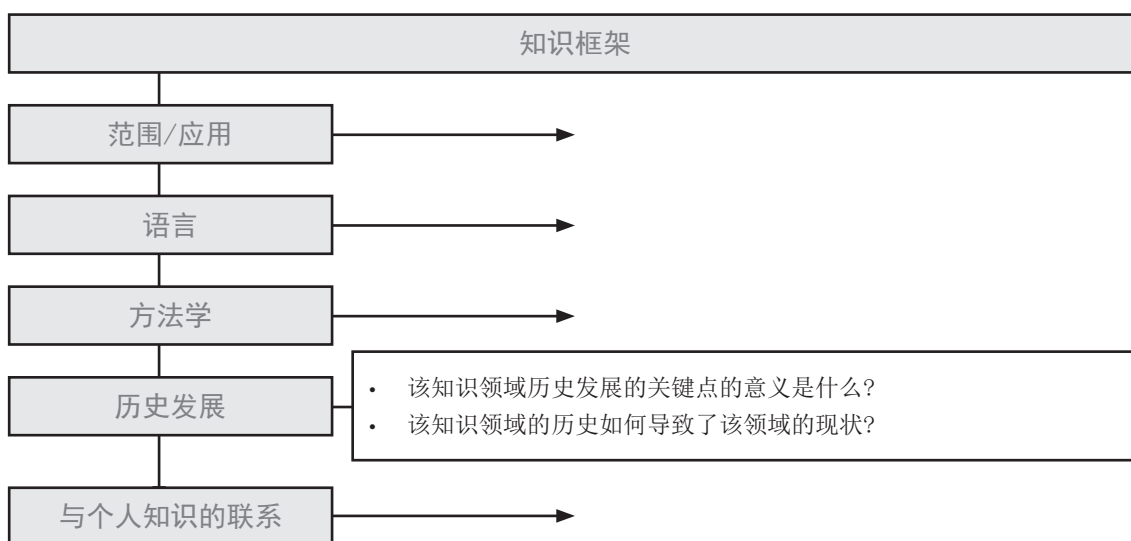 知识框架
范围/应用
语言
方法学
历史发展
• 该知识领域历史发展的关键点的意义是什么?
• 该知识领域的历史如何导致了该领域的现状?
与个人知识的联系